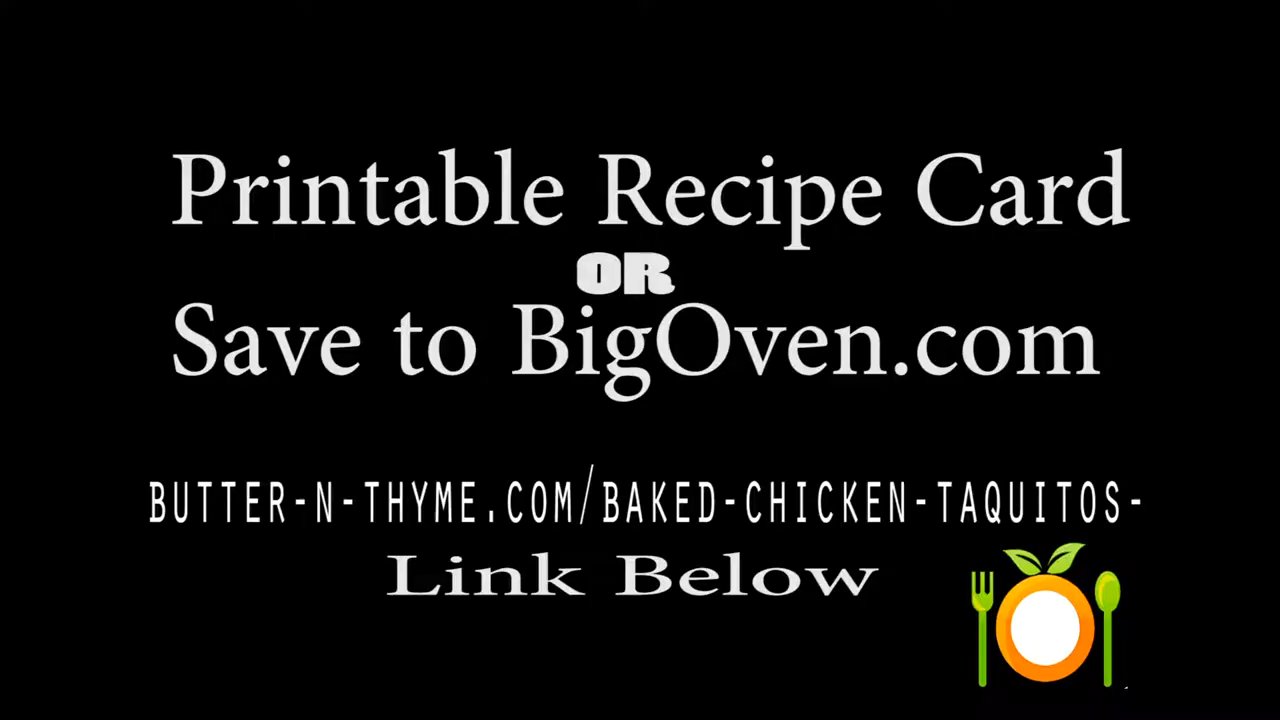 Printable Recipe Card
OR
Save to BigOven.com
BUTTER-N-THYME.COM/BAKED-CHICKEN-TAQUITOS-
Link Below